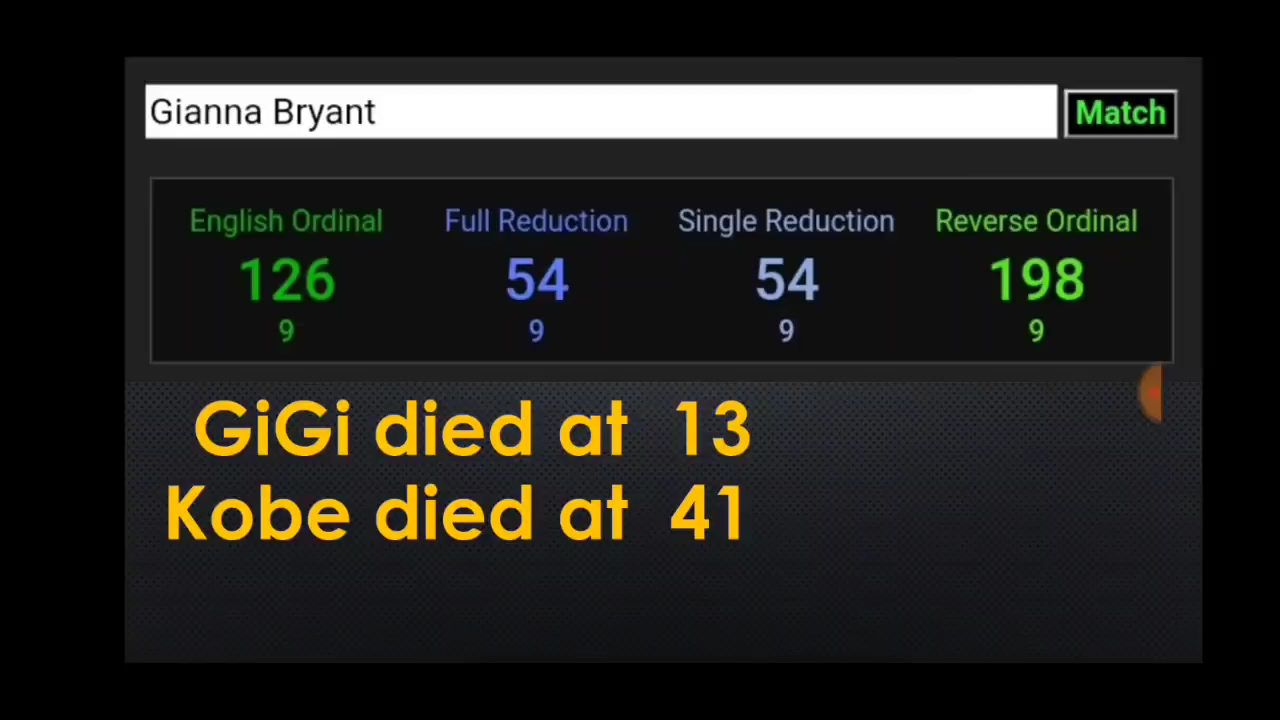 Gianna Bryant Match
English Ordinal Full Reduction Single Reduction Reverse Ordinal
126 54 54 198
9 9 9 9
GiGi died at 13
Kobe died at 41